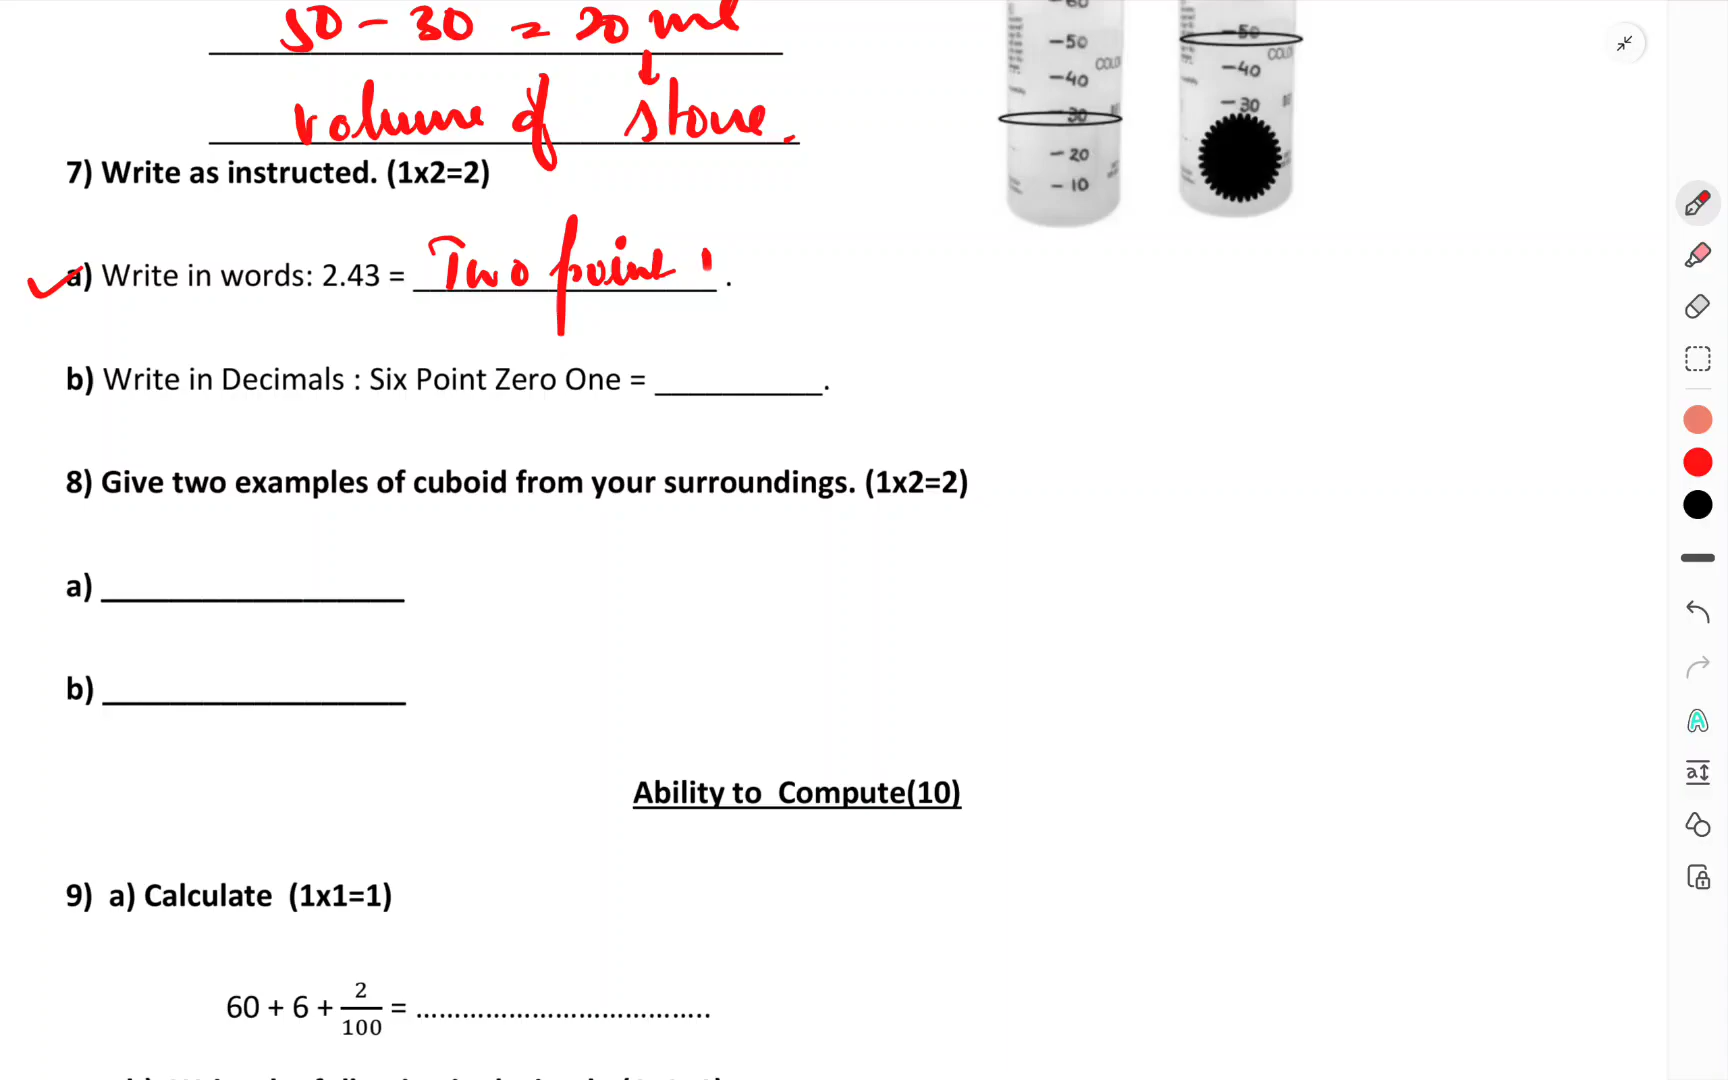 50 - 30 = 20 ml
volume of stone.
-50
-40
-30
-20
-10
-50
-40
-30
7) Write as instructed. (1x2=2)
a) Write in words: 2.43 = Two point .
b) Write in Decimals : Six Point Zero One = __________.
8) Give two examples of cuboid from your surroundings. (1x2=2)
a) __________________
b) __________________
Ability to Compute(10)
9) a) Calculate (1x1=1)
60 + 6 + 2/100 = ..........................................